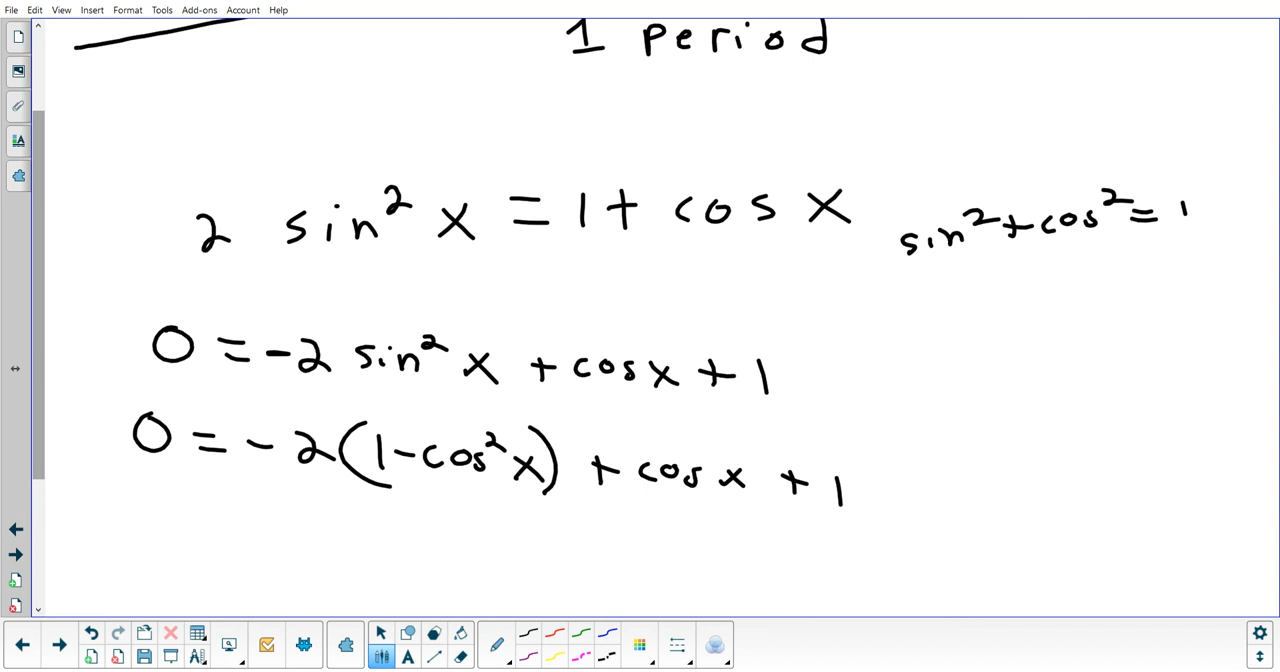 File Edit View Insert Format Tools Add-ons Account Help
1 period
2 sin² x = 1 + cos x sin² + cos² = 1
0 = -2 sin² x + cos x + 1
0 = -2(1 - cos² x) + cos x + 1